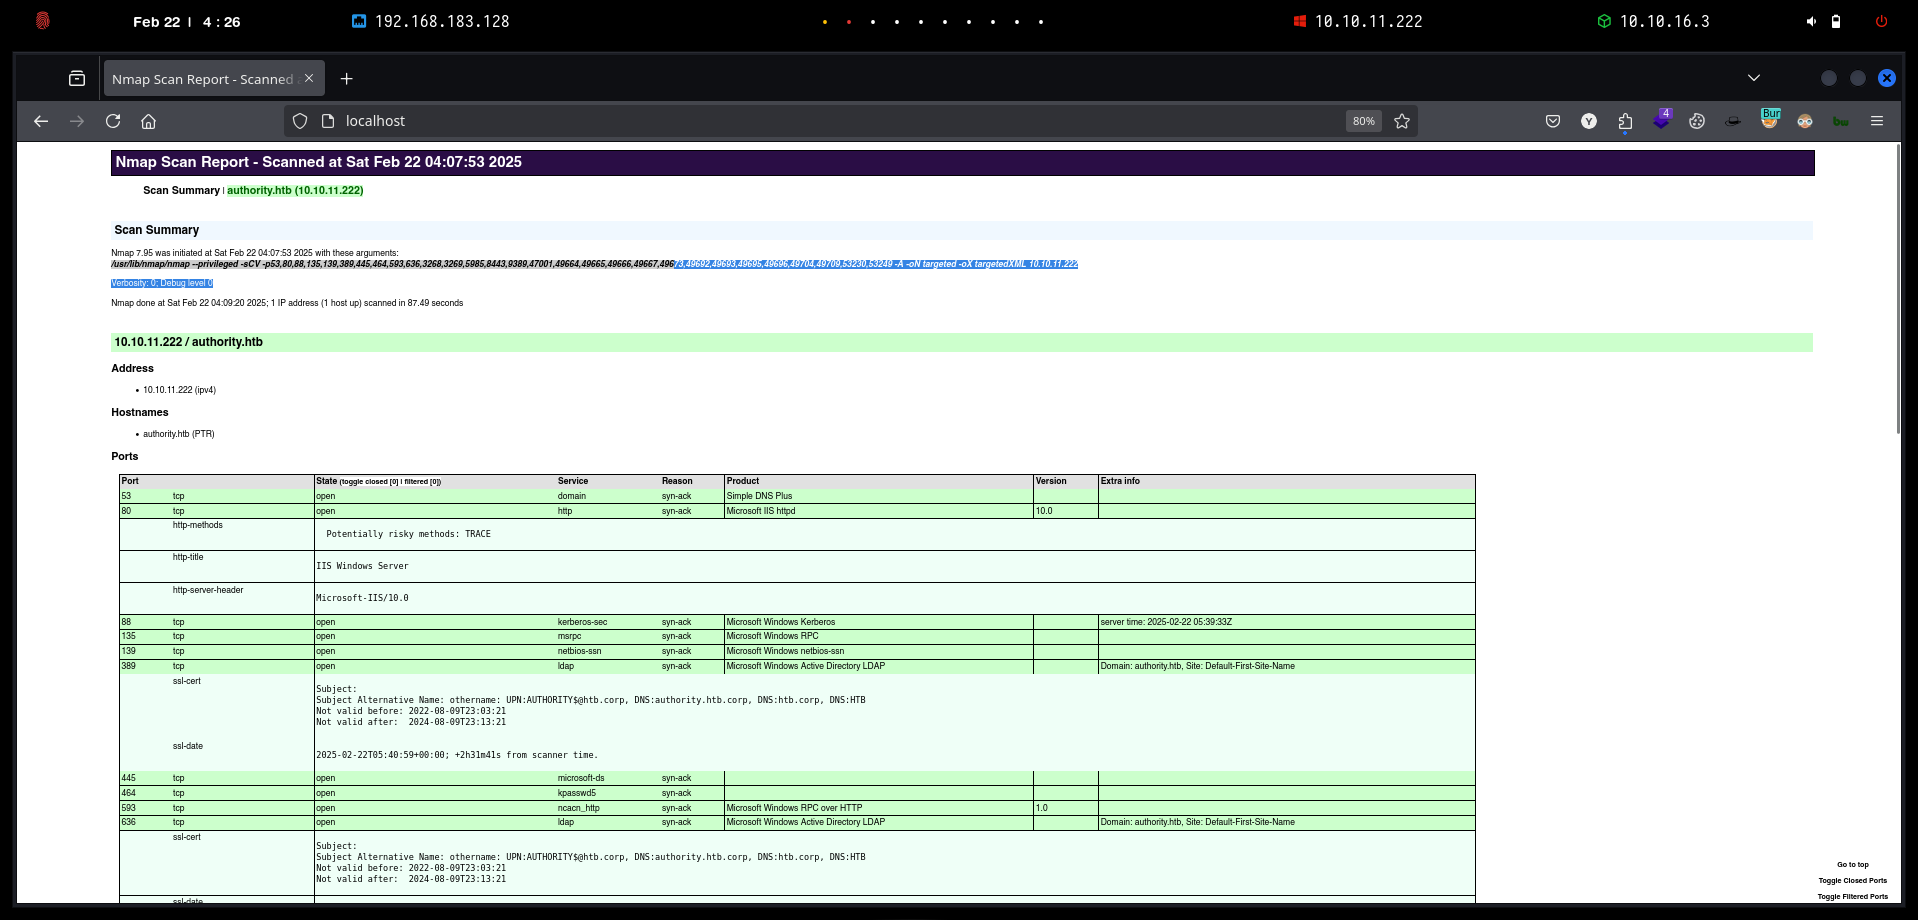 Feb 22 | 4 : 26 192.168.183.128 10.10.11.222 10.10.16.3
Nmap Scan Report - Scanned
localhost 80% Y 4 Bur bw
Nmap Scan Report - Scanned at Sat Feb 22 04:07:53 2025
Scan Summary | authority.htb (10.10.11.222)
Scan Summary
Nmap 7.95 was initiated at Sat Feb 22 04:07:53 2025 with these arguments:
/usr/lib/nmap/nmap --privileged -sCV -p53,80,88,135,139,389,445,464,593,636,3268,3269,5985,8443,9389,47001,49664,49665,49666,49667,49673,49692,49693,49695,49696,49704,49709,53230,53249 -A -oN targeted -oX targetedXML 10.10.11.222
Verbosity: 0; Debug level 0
Nmap done at Sat Feb 22 04:09:20 2025; 1 IP address (1 host up) scanned in 87.49 seconds
10.10.11.222 / authority.htb
Address
• 10.10.11.222 (ipv4)
Hostnames
• authority.htb (PTR)
Ports
Port State (toggle closed [0] | filtered [0]) Service Reason Product Version Extra info
53 tcp open domain syn-ack Simple DNS Plus
80 tcp open http syn-ack Microsoft IIS httpd 10.0
http-methods
Potentially risky methods: TRACE
http-title
IIS Windows Server
http-server-header
Microsoft-IIS/10.0
88 tcp open kerberos-sec syn-ack Microsoft Windows Kerberos server time: 2025-02-22 05:39:33Z
135 tcp open msrpc syn-ack Microsoft Windows RPC
139 tcp open netbios-ssn syn-ack Microsoft Windows netbios-ssn
389 tcp open ldap syn-ack Microsoft Windows Active Directory LDAP Domain: authority.htb, Site: Default-First-Site-Name
ssl-cert
Subject:
Subject Alternative Name: othername: UPN:AUTHORITY$@htb.corp, DNS:authority.htb.corp, DNS:htb.corp, DNS:HTB
Not valid before: 2022-08-09T23:03:21
Not valid after:  2024-08-09T23:13:21
ssl-date
2025-02-22T05:40:59+00:00; +2h31m41s from scanner time.
445 tcp open microsoft-ds syn-ack
464 tcp open kpasswd5 syn-ack
593 tcp open ncacn_http syn-ack Microsoft Windows RPC over HTTP 1.0
636 tcp open ldap syn-ack Microsoft Windows Active Directory LDAP Domain: authority.htb, Site: Default-First-Site-Name
ssl-cert
Subject:
Subject Alternative Name: othername: UPN:AUTHORITY$@htb.corp, DNS:authority.htb.corp, DNS:htb.corp, DNS:HTB
Not valid before: 2022-08-09T23:03:21
Not valid after:  2024-08-09T23:13:21
ssl-date
Go to top
Toggle Closed Ports
Toggle Filtered Ports